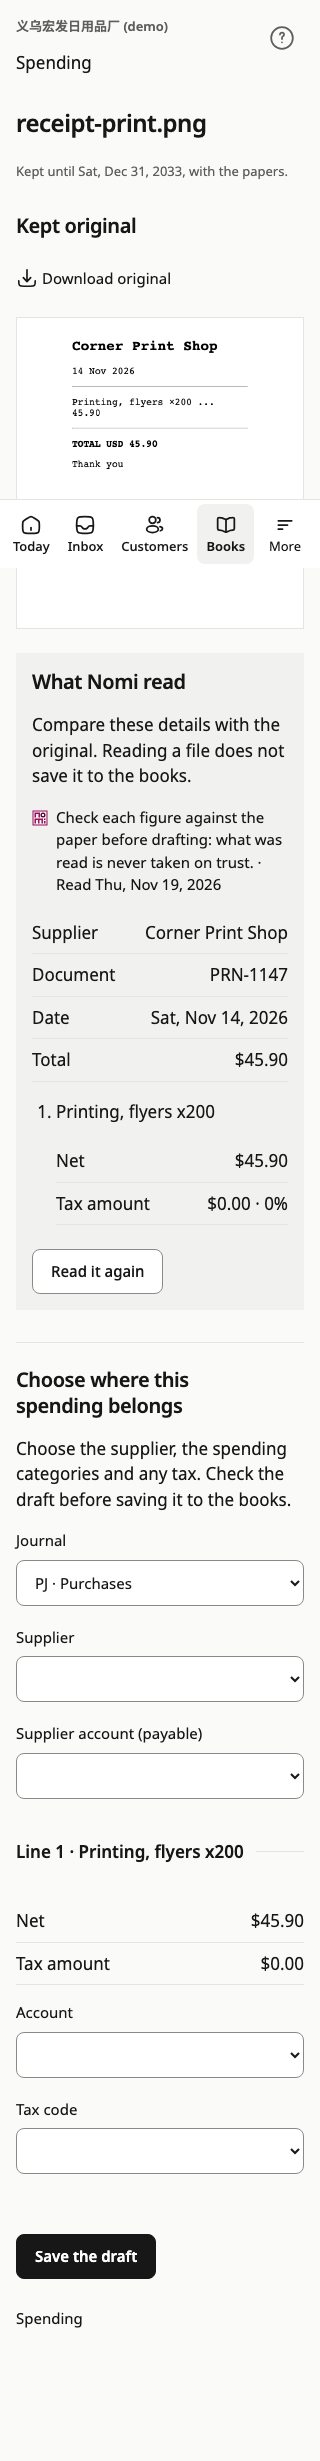 义乌宏发日用品厂 (demo)
Spending
receipt-print.png
Kept until Sat, Dec 31, 2033, with the papers.
Kept original
Download original
Corner Print Shop
14 Nov 2026
Printing, flyers ×200 ...
45.90
TOTAL USD 45.90
Thank you
Today Inbox Customers Books More
What Nomi read
Compare these details with the
original. Reading a file does not
save it to the books.
Check each figure against the
paper before drafting: what was
read is never taken on trust. ·
Read Thu, Nov 19, 2026
Supplier Corner Print Shop
Document PRN-1147
Date Sat, Nov 14, 2026
Total $45.90
1. Printing, flyers x200
Net $45.90
Tax amount $0.00 · 0%
Read it again
Choose where this
spending belongs
Choose the supplier, the spending
categories and any tax. Check the
draft before saving it to the books.
Journal
PJ · Purchases
Supplier
Supplier account (payable)
Line 1 · Printing, flyers x200
Net $45.90
Tax amount $0.00
Account
Tax code
Save the draft
Spending